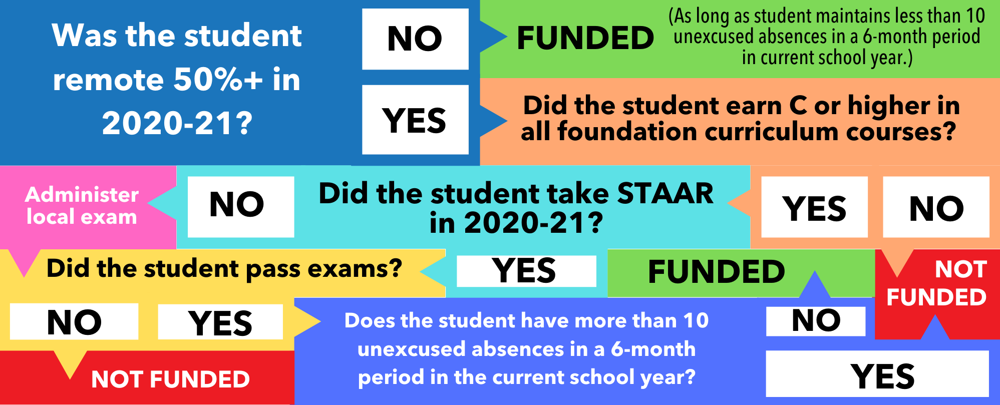 Was the student
remote 50%+ in
2020-21?
NO
FUNDED
(As long as student maintains less than 10
unexcused absences in a 6-month period
in current school year.)
YES
Did the student earn C or higher in
all foundation curriculum courses?
Administer
local exam
NO
Did the student take STAAR
in 2020-21?
YES
NO
Did the student pass exams?
YES
FUNDED
NOT
FUNDED
NO
YES
Does the student have more than 10
unexcused absences in a 6-month
period in the current school year?
NO
YES
NOT FUNDED